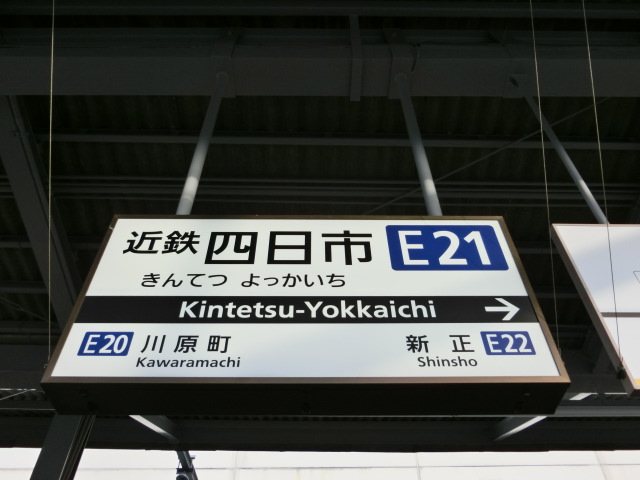 近鉄 四日市 E21
きんてつ よっかいち
Kintetsu-Yokkaichi →
E20 川原町 新正 E22
Kawaramachi Shinsho